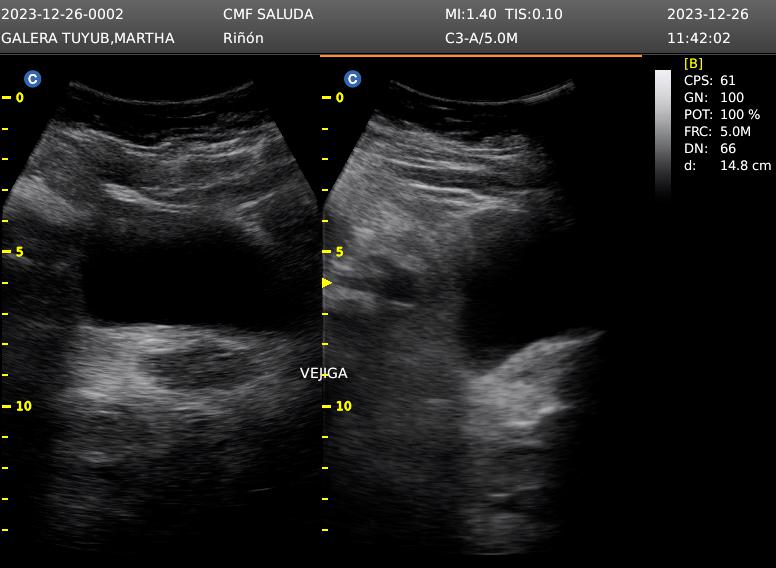 2023-12-26-0002 CMF SALUDA MI:1.40 TIS:0.10 2023-12-26
GALERA TUYUB,MARTHA Riñón C3-A/5.0M 11:42:02
[B]
CPS: 61
GN: 100
POT: 100 %
FRC: 5.0M
DN: 66
d: 14.8 cm
C C
0 0
5 5
VEJIGA
10 10